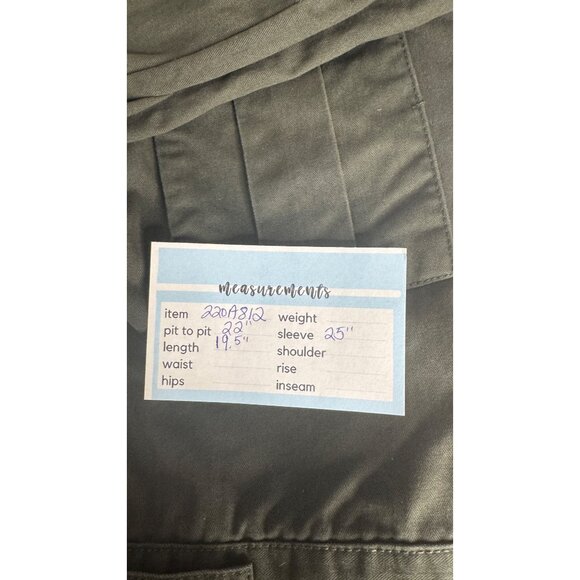 measurements
item 220A812 weight
pit to pit 22" sleeve 25"
length 19.5" shoulder
waist rise
hips inseam